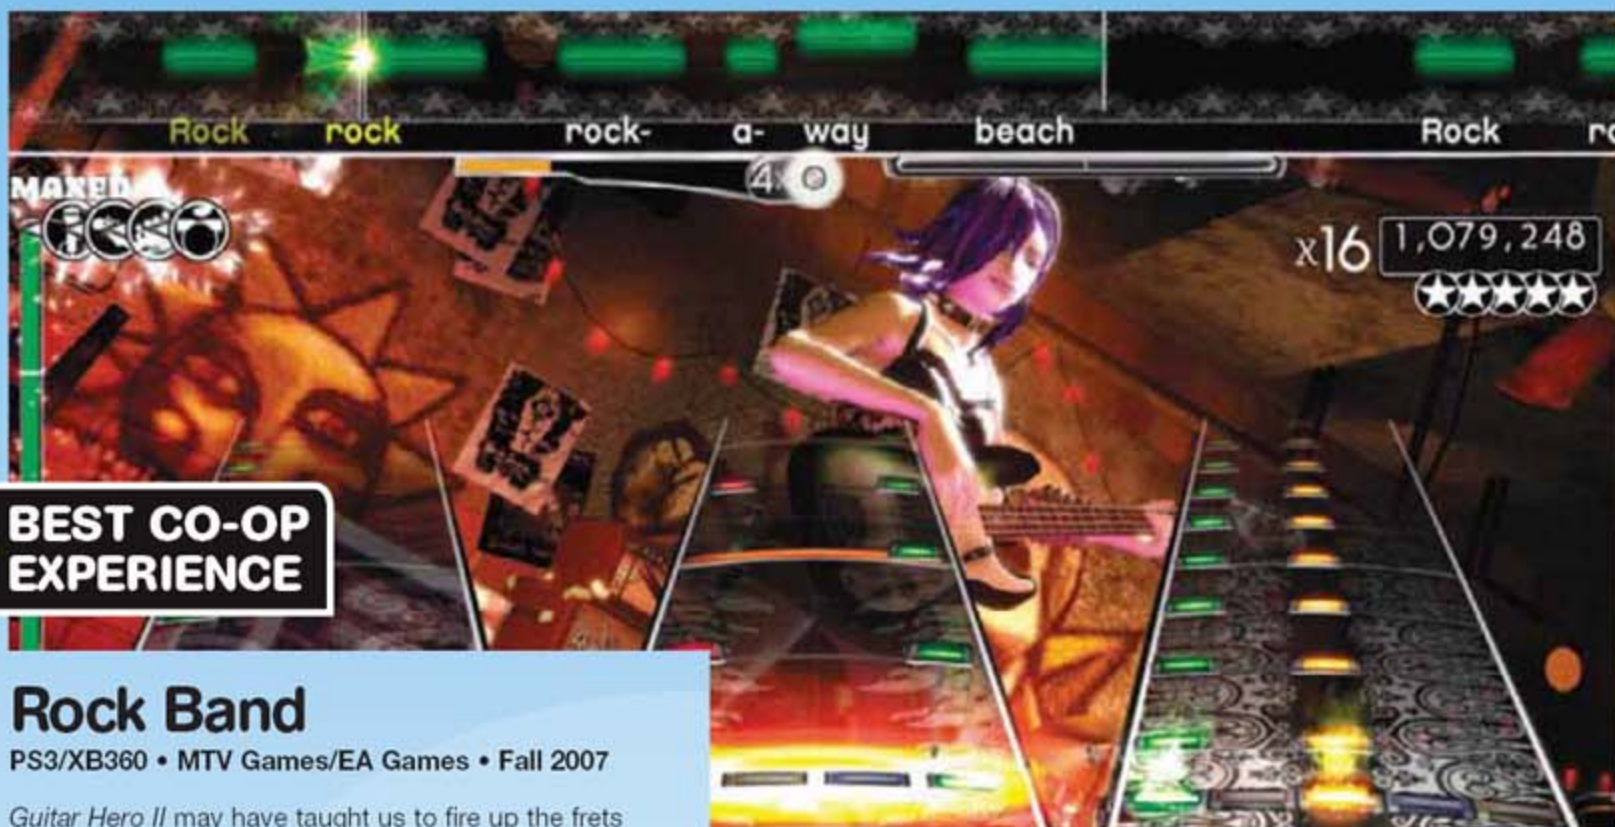 Rock rock rock- a- way beach Rock
MAXED
4x
x16 1,079,248
BEST CO-OP
EXPERIENCE
Rock Band
PS3/XB360 • MTV Games/EA Games • Fall 2007
Guitar Hero II may have taught us to fire up the frets